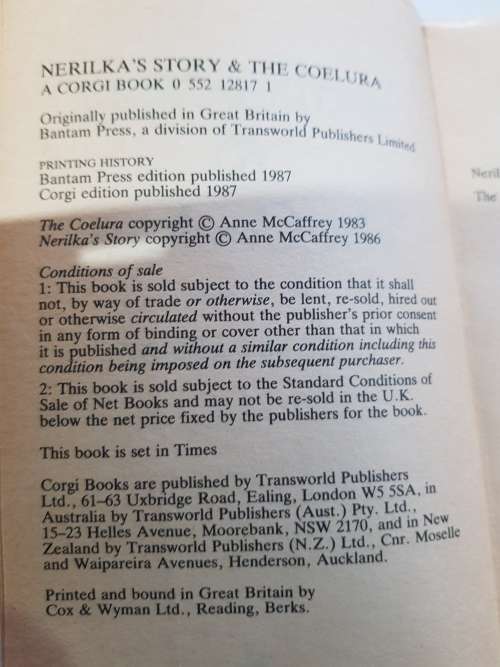 NERILKA'S STORY & THE COELURA
A CORGI BOOK 0 552 12817 1
Originally published in Great Britain by
Bantam Press, a division of Transworld Publishers Limited
PRINTING HISTORY
Bantam Press edition published 1987
Corgi edition published 1987
The Coelura copyright © Anne McCaffrey 1983
Nerilka's Story copyright © Anne McCaffrey 1986
Conditions of sale
1: This book is sold subject to the condition that it shall
not, by way of trade or otherwise, be lent, re-sold, hired out
or otherwise circulated without the publisher's prior consent
in any form of binding or cover other than that in which
it is published and without a similar condition including this
condition being imposed on the subsequent purchaser.
2: This book is sold subject to the Standard Conditions of
Sale of Net Books and may not be re-sold in the U.K.
below the net price fixed by the publishers for the book.
This book is set in Times
Corgi Books are published by Transworld Publishers
Ltd., 61–63 Uxbridge Road, Ealing, London W5 5SA, in
Australia by Transworld Publishers (Aust.) Pty. Ltd.,
15–23 Helles Avenue, Moorebank, NSW 2170, and in New
Zealand by Transworld Publishers (N.Z.) Ltd., Cnr. Moselle
and Waipareira Avenues, Henderson, Auckland.
Printed and bound in Great Britain by
Cox & Wyman Ltd., Reading, Berks.
Neril
The